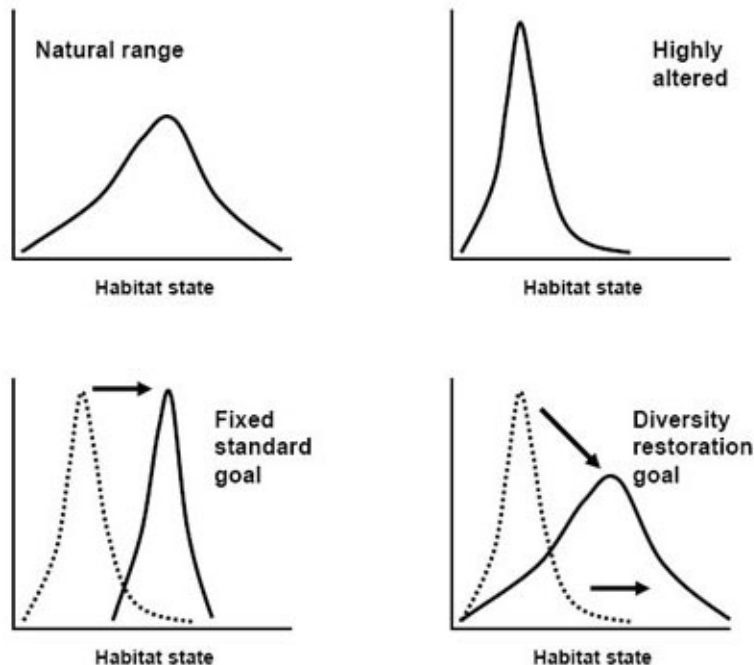 Natural range
Highly
altered
Habitat state
Habitat state
Fixed
standard
goal
Diversity
restoration
goal
Habitat state
Habitat state